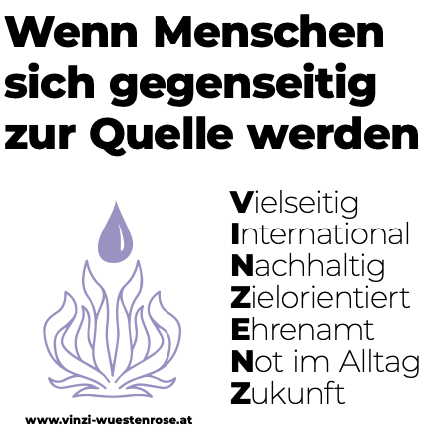 Wenn Menschen
sich gegenseitig
zur Quelle werden
Vielseitig
International
Nachhaltig
Zielorientiert
Ehrenamt
Not im Alltag
Zukunft
www.vinzi-wuestenrose.at